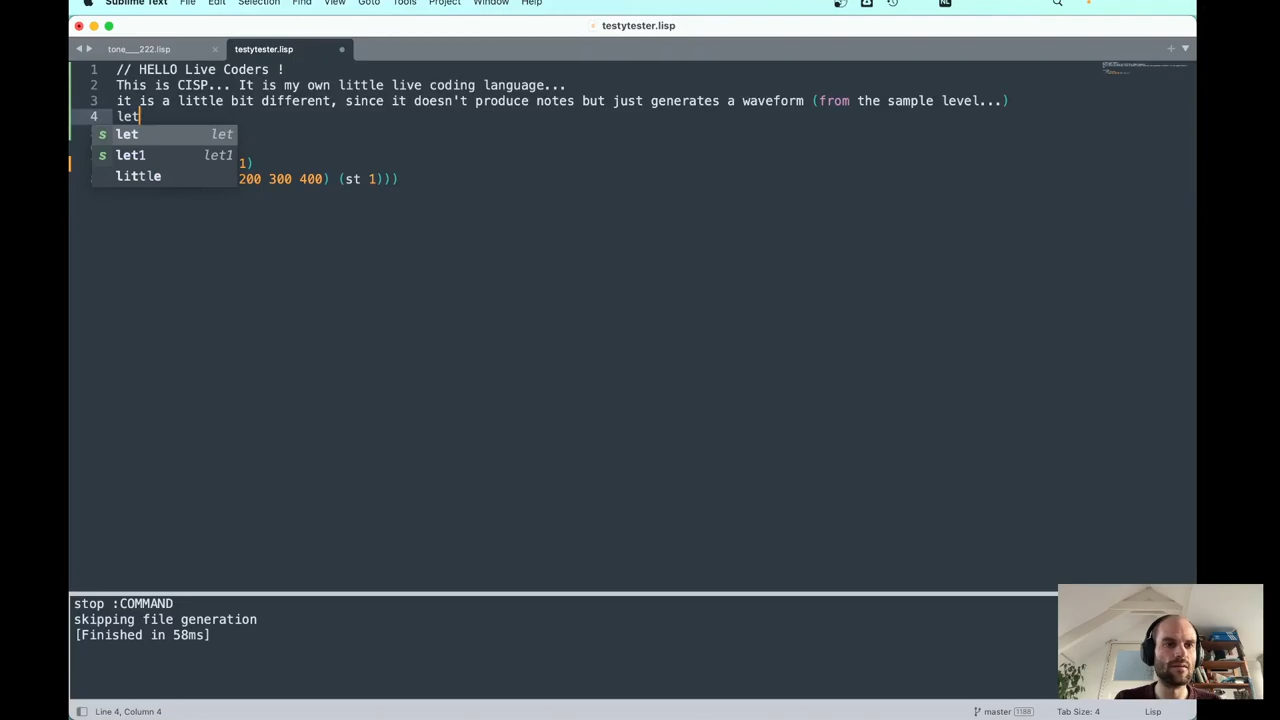 Sublime Text File Edit Selection Find View Goto Tools Project Window Help NL
testytester.lisp
tone___222.lisp × testytester.lisp
1 // HELLO Live Coders !
2 This is CISP... It is my own little live coding language...
3 it is a little bit different, since it doesn't produce notes but just generates a waveform (from the sample level...)
4 let
s let let
s let1 let1
1)
little
200 300 400) (st 1)))
stop :COMMAND
skipping file generation
[Finished in 58ms]
Line 4, Column 4 master 1186 Tab Size: 4 Lisp